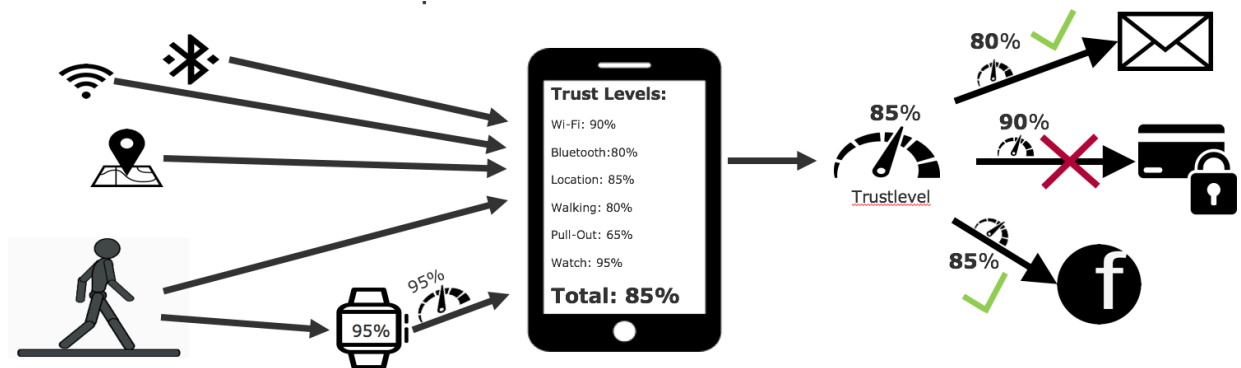 Trust Levels:
Wi-Fi: 90%
Bluetooth:80%
Location: 85%
Walking: 80%
Pull-Out: 65%
Watch: 95%
Total: 85%
95%
95%
85%
Trustlevel
80%
90%
85%
f